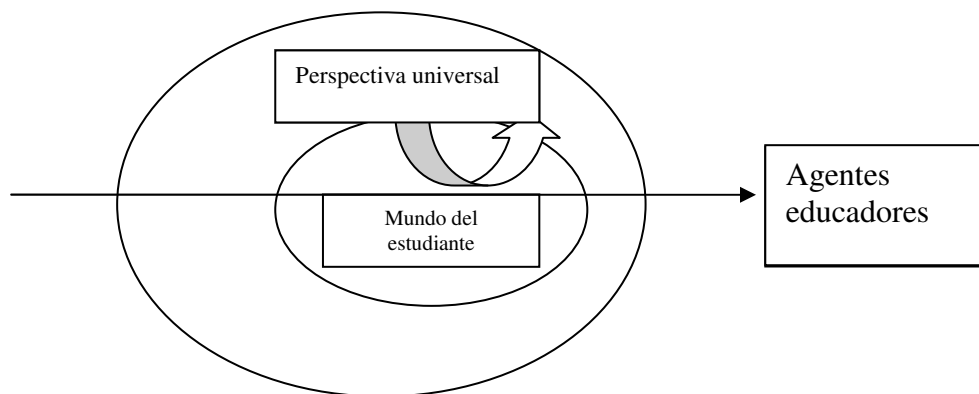 Perspectiva universal
Mundo del
estudiante
Agentes
educadores